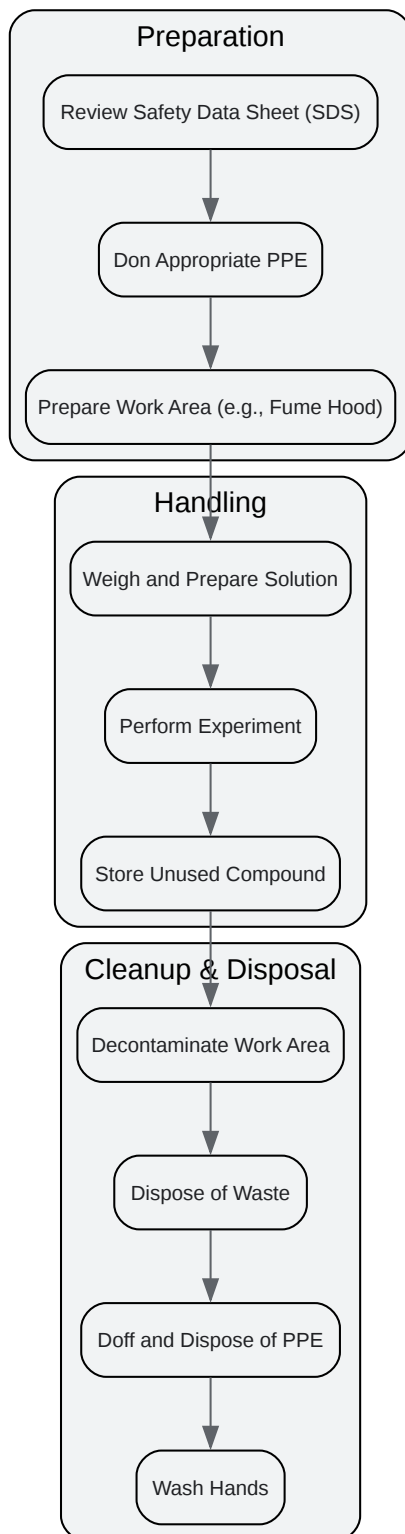 Preparation
Review Safety Data Sheet (SDS)
Don Appropriate PPE
Prepare Work Area (e.g., Fume Hood)
Handling
Weigh and Prepare Solution
Perform Experiment
Store Unused Compound
Cleanup & Disposal
Decontaminate Work Area
Dispose of Waste
Doff and Dispose of PPE
Wash Hands